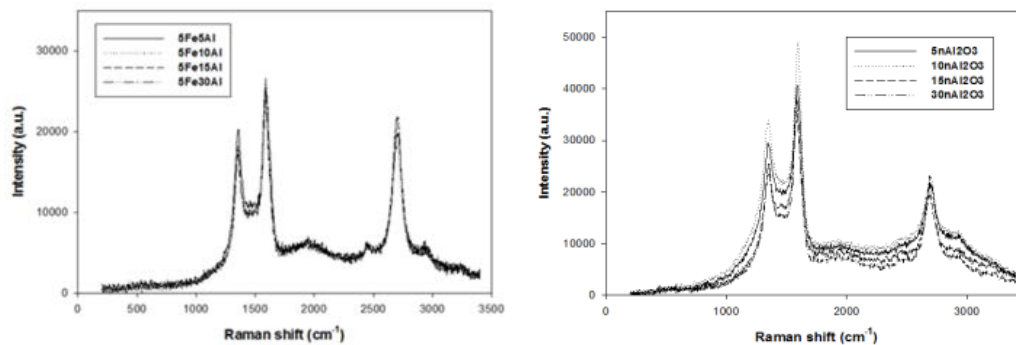 5Fe5Al
5Fe10Al
5Fe15Al
5Fe30Al
30000
20000
10000
0
Intensity (a.u.)
0 500 1000 1500 2000 2500 3000 3500
Raman shift (cm⁻¹)
5nAl2O3
10nAl2O3
15nAl2O3
30nAl2O3
50000
40000
30000
20000
10000
0
Intensity (a.u.)
1000 2000 3000
Raman shift (cm⁻¹)